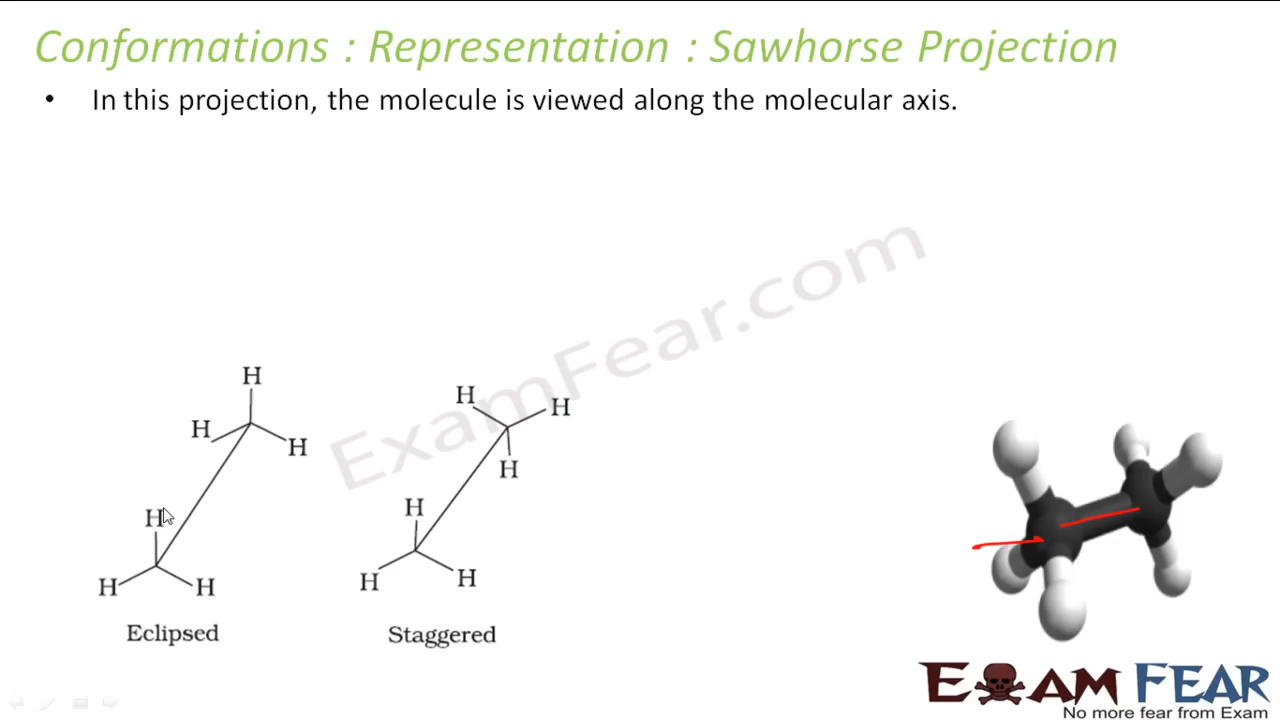 Conformations : Representation : Sawhorse Projection
• In this projection, the molecule is viewed along the molecular axis.
ExamFear.com
H
H
H
H
H
H
Eclipsed
H
H
H
H
H
H
Staggered
EXAM FEAR
No more fear from Exam